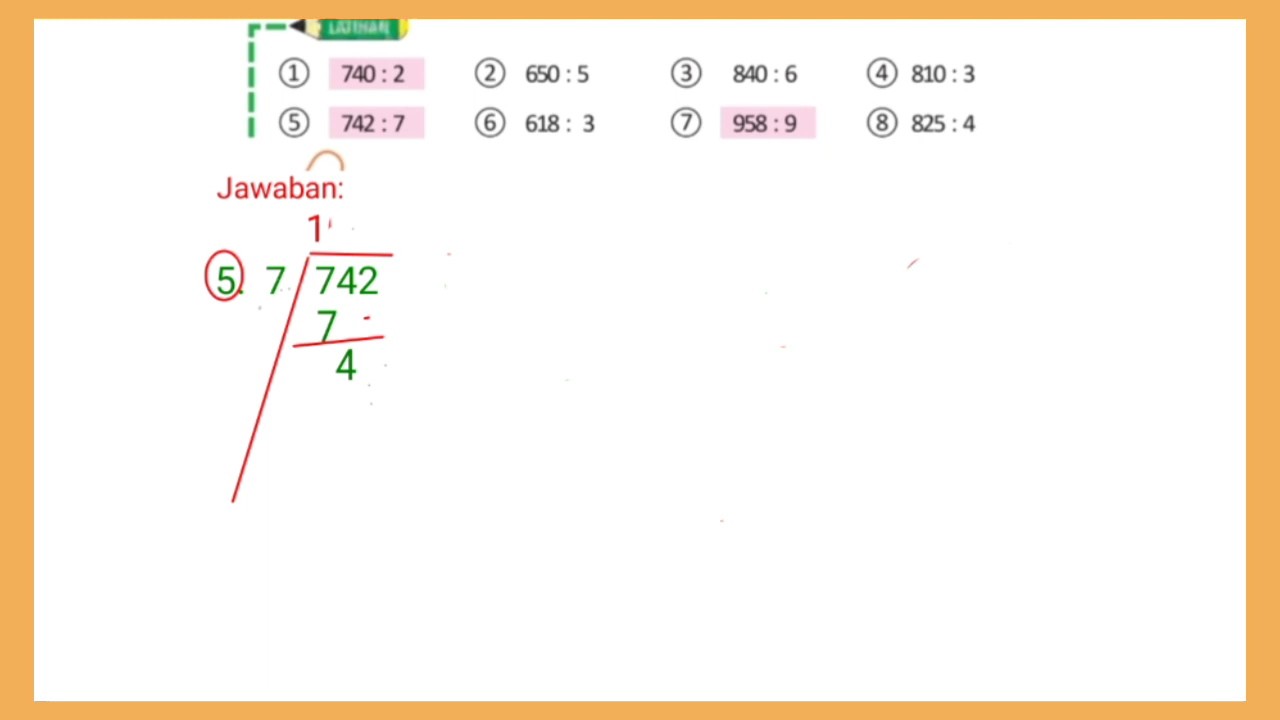 LATIHAN
① 740 : 2 ② 650 : 5 ③ 840 : 6 ④ 810 : 3
⑤ 742 : 7 ⑥ 618 : 3 ⑦ 958 : 9 ⑧ 825 : 4
Jawaban:
1
5. 7 742
7
4